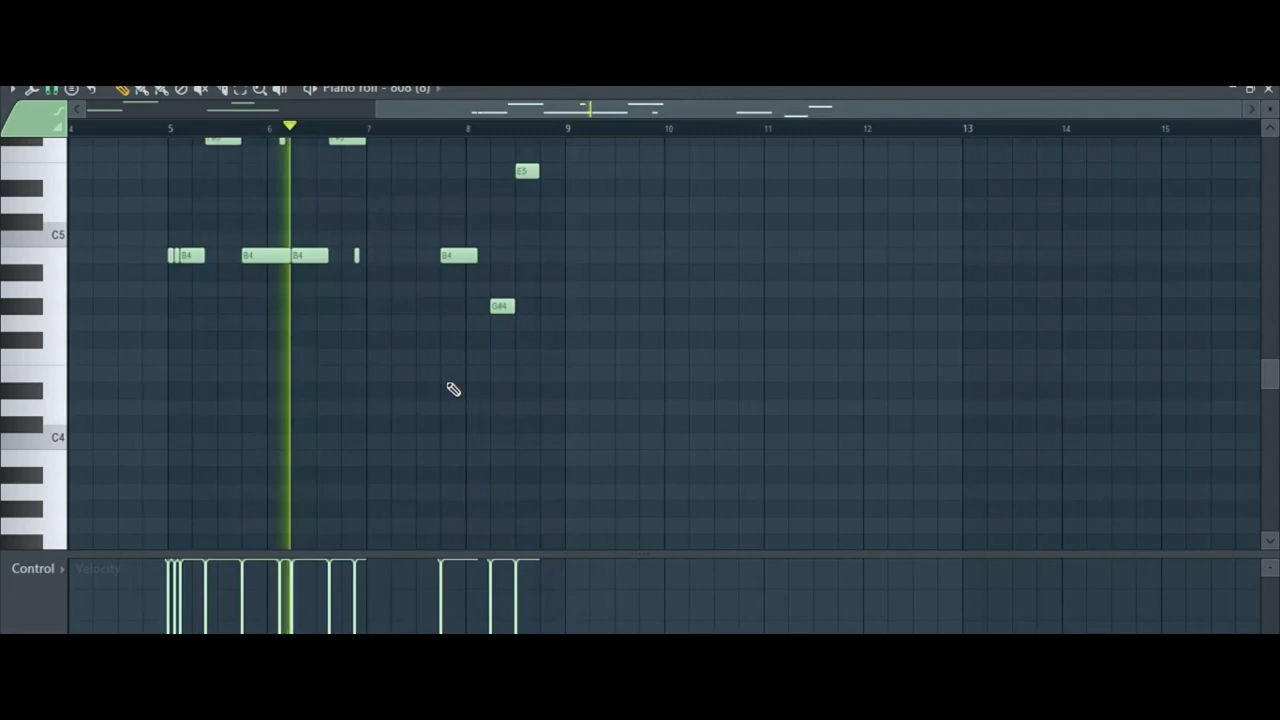 Piano roll - 808 (8)
4 5 6 7 8 9 10 11 12 13 14 15
E5
C5
B4 B4 B4 B4
G#4
C4
Control Velocity